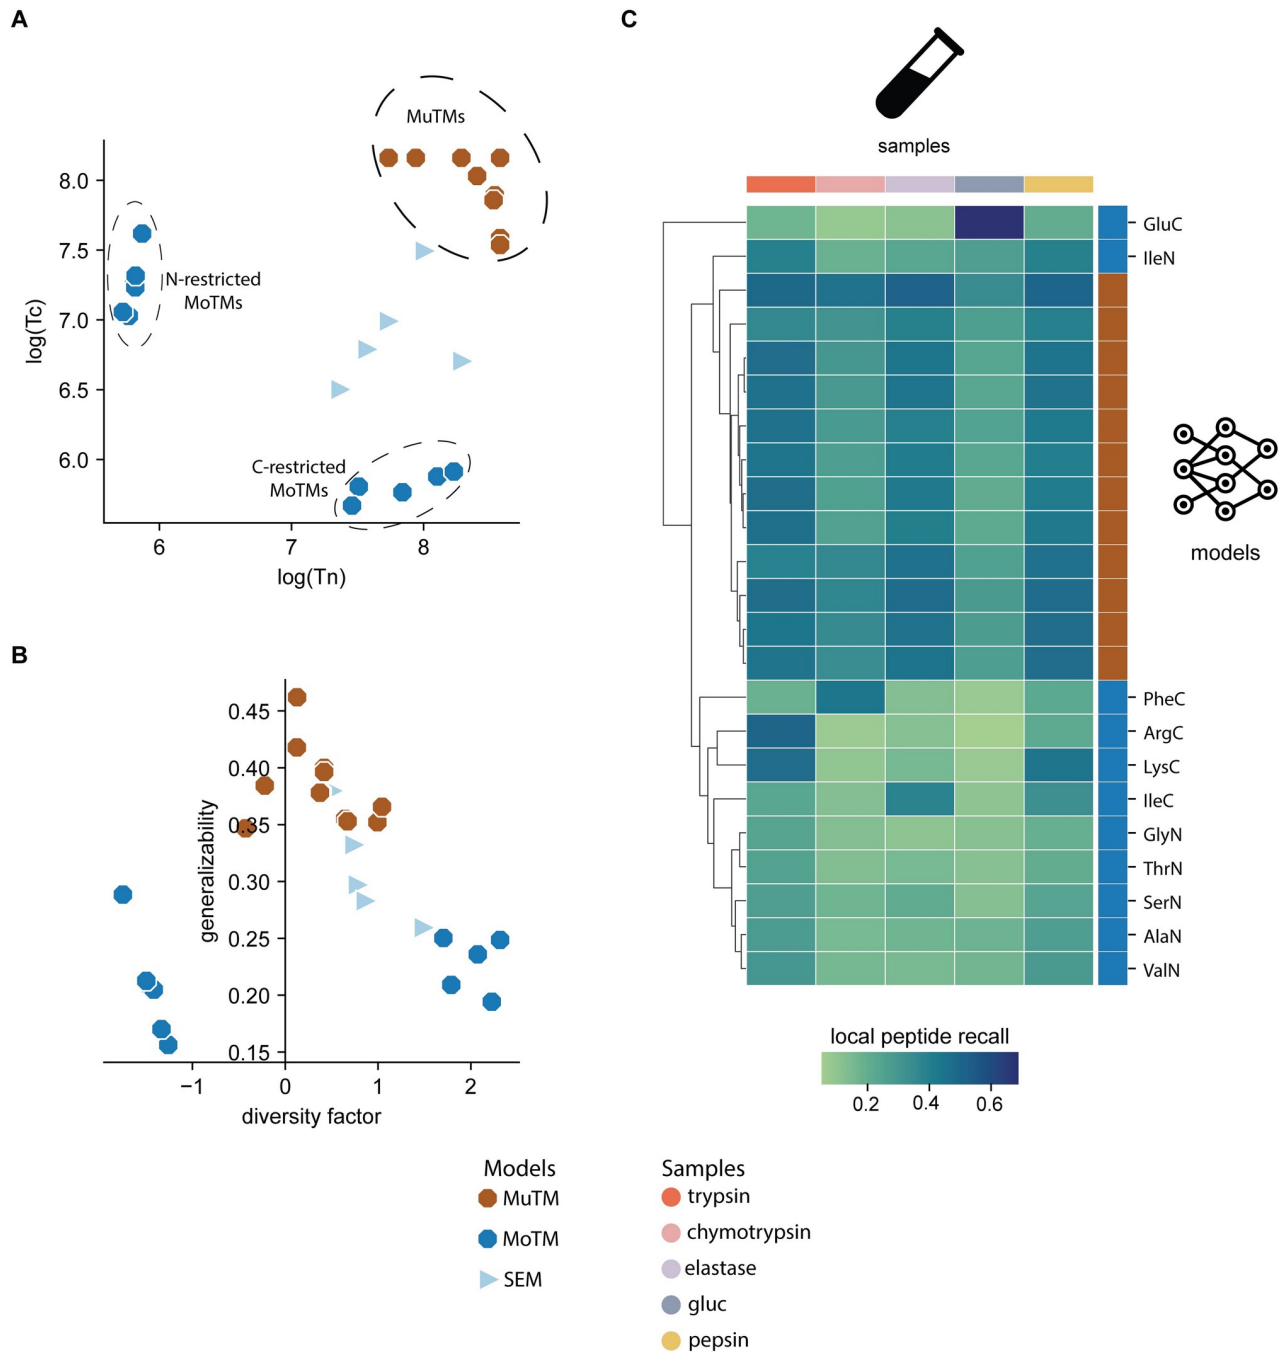 A
MuTMs
8.0
7.5
7.0
6.5
6.0
log(Tc)
N-restricted
MoTMs
C-restricted
MoTMs
6
7
8
log(Tn)
B
0.45
0.40
0.35
0.30
0.25
0.20
0.15
generalizability
−1
0
1
2
diversity factor
C
samples
GluC
IleN
PheC
ArgC
LysC
IleC
GlyN
ThrN
SerN
AlaN
ValN
models
local peptide recall
0.2
0.4
0.6
Models
MuTM
MoTM
SEM
Samples
trypsin
chymotrypsin
elastase
gluc
pepsin